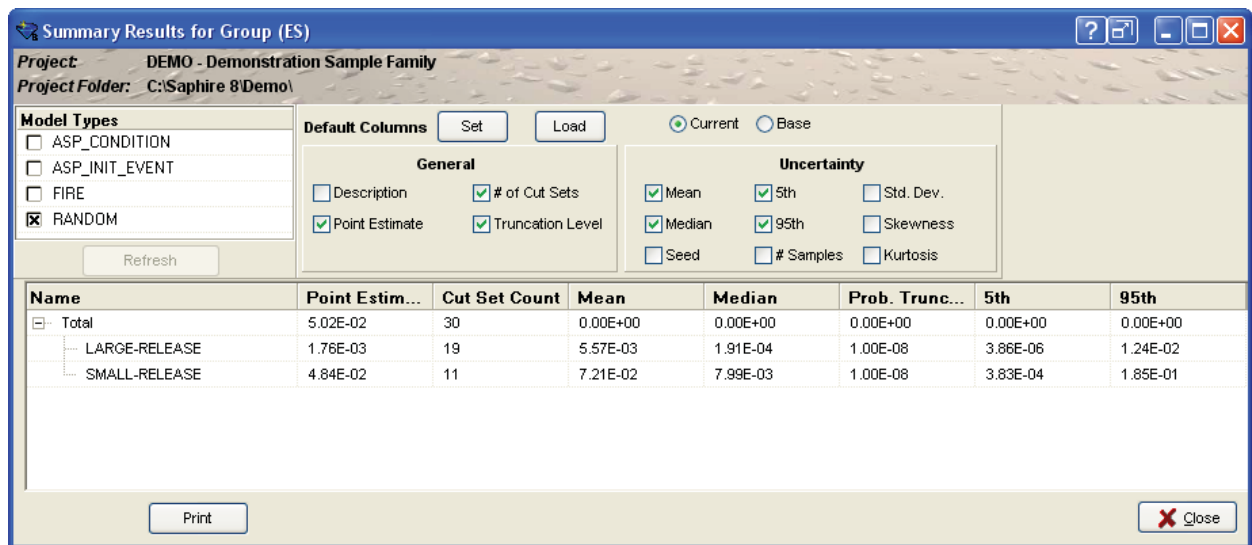 Summary Results for Group (ES)
Project: DEMO - Demonstration Sample Family
Project Folder: C:\Saphire 8\Demo\
Model Types
ASP_CONDITION
ASP_INIT_EVENT
FIRE
RANDOM
Refresh
Default Columns Set Load Current Base
General
Description # of Cut Sets
Point Estimate Truncation Level
Uncertainty
Mean 5th Std. Dev.
Median 95th Skewness
Seed # Samples Kurtosis
Name Point Estim... Cut Set Count Mean Median Prob. Trunc... 5th 95th
Total 5.02E-02 30 0.00E+00 0.00E+00 0.00E+00 0.00E+00 0.00E+00
LARGE-RELEASE 1.76E-03 19 5.57E-03 1.91E-04 1.00E-08 3.86E-06 1.24E-02
SMALL-RELEASE 4.84E-02 11 7.21E-02 7.99E-03 1.00E-08 3.83E-04 1.85E-01
Print Close